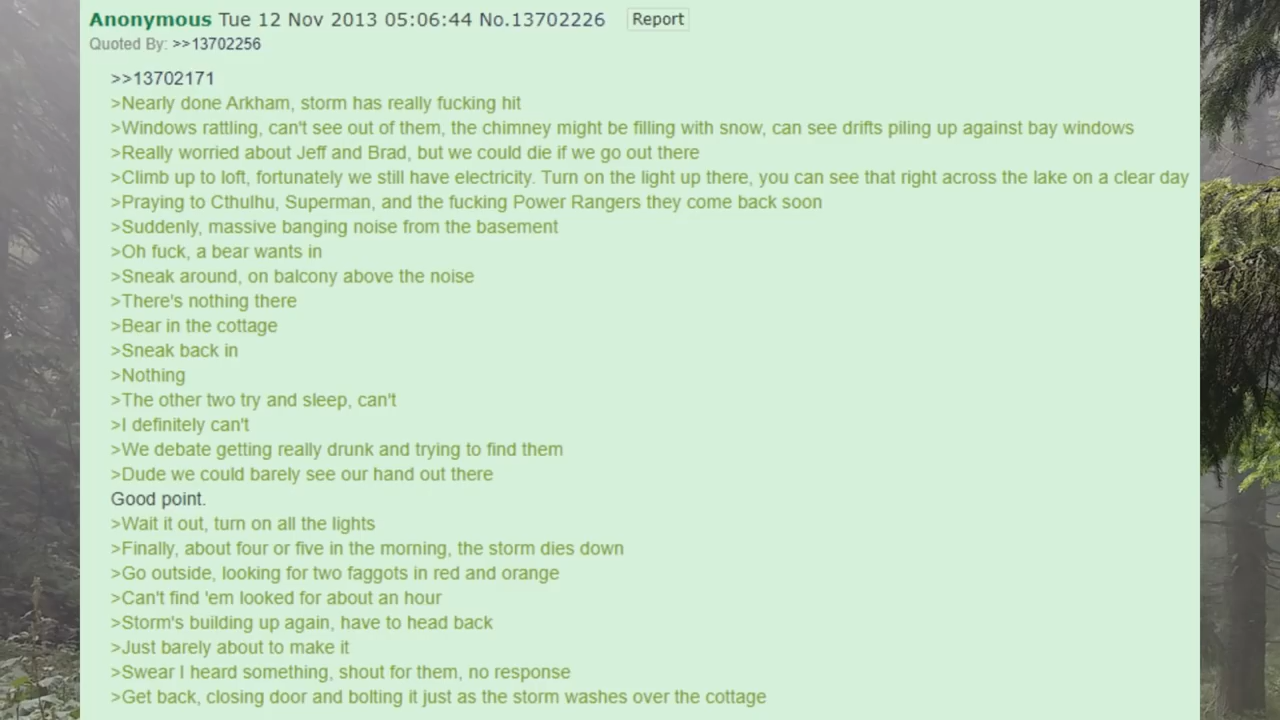 Anonymous Tue 12 Nov 2013 05:06:44 No.13702226 Report
Quoted By: >>13702256
>>13702171
>Nearly done Arkham, storm has really fucking hit
>Windows rattling, can't see out of them, the chimney might be filling with snow, can see drifts piling up against bay windows
>Really worried about Jeff and Brad, but we could die if we go out there
>Climb up to loft, fortunately we still have electricity. Turn on the light up there, you can see that right across the lake on a clear day
>Praying to Cthulhu, Superman, and the fucking Power Rangers they come back soon
>Suddenly, massive banging noise from the basement
>Oh fuck, a bear wants in
>Sneak around, on balcony above the noise
>There's nothing there
>Bear in the cottage
>Sneak back in
>Nothing
>The other two try and sleep, can't
>I definitely can't
>We debate getting really drunk and trying to find them
>Dude we could barely see our hand out there
Good point.
>Wait it out, turn on all the lights
>Finally, about four or five in the morning, the storm dies down
>Go outside, looking for two faggots in red and orange
>Can't find 'em looked for about an hour
>Storm's building up again, have to head back
>Just barely about to make it
>Swear I heard something, shout for them, no response
>Get back, closing door and bolting it just as the storm washes over the cottage